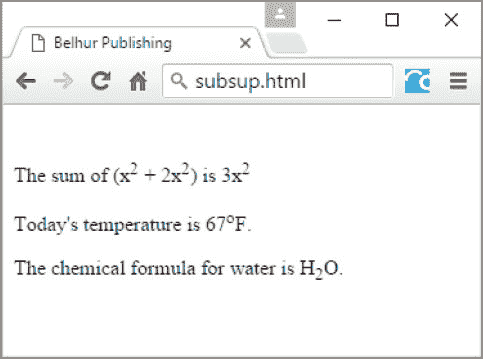 Belhur Publishing
subsup.html
The sum of (x² + 2x²) is 3x²
Today's temperature is 67ºF.
The chemical formula for water is H₂O.